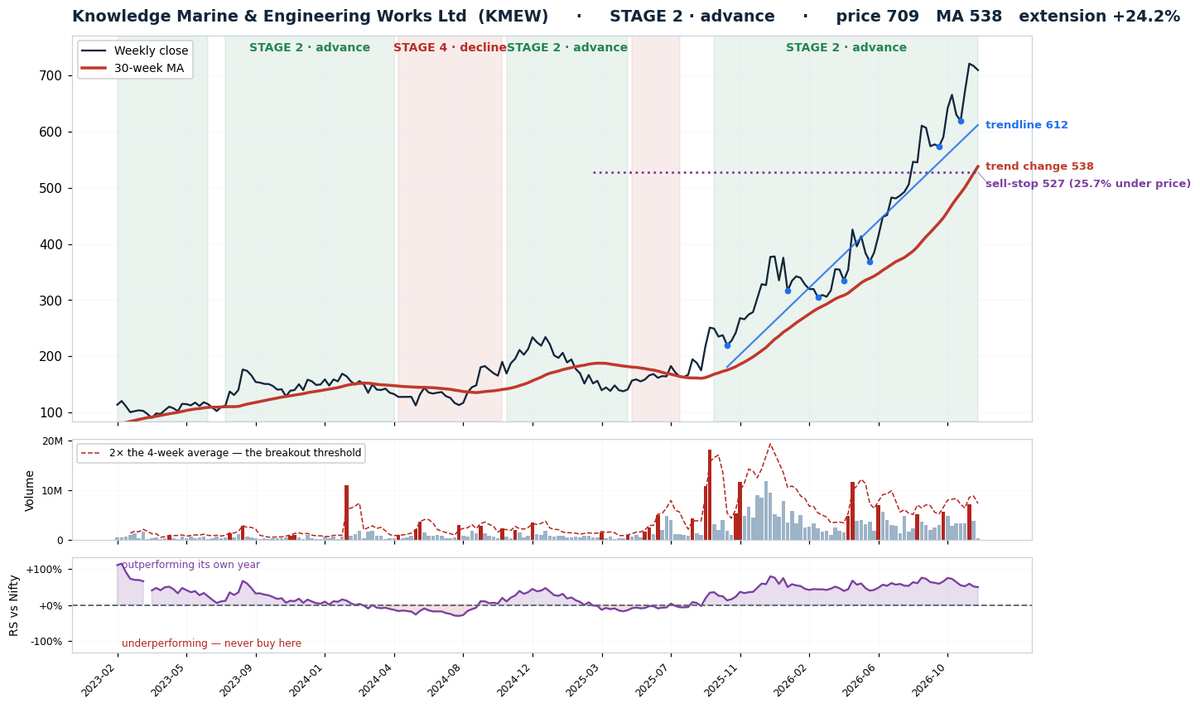 Knowledge Marine & Engineering Works Ltd (KMEW) · STAGE 2 · advance · price 709 MA 538 extension +24.2%
Weekly close
30-week MA
STAGE 2 · advance
STAGE 4 · decline
STAGE 2 · advance
STAGE 2 · advance
700
600
500
400
300
200
100
trendline 612
trend change 538
sell-stop 527 (25.7% under price)
Volume
20M
10M
0
2× the 4-week average — the breakout threshold
RS vs Nifty
+100%
+0%
-100%
outperforming its own year
underperforming — never buy here
2023-02
2023-05
2023-09
2024-01
2024-04
2024-08
2024-12
2025-03
2025-07
2025-11
2026-02
2026-06
2026-10